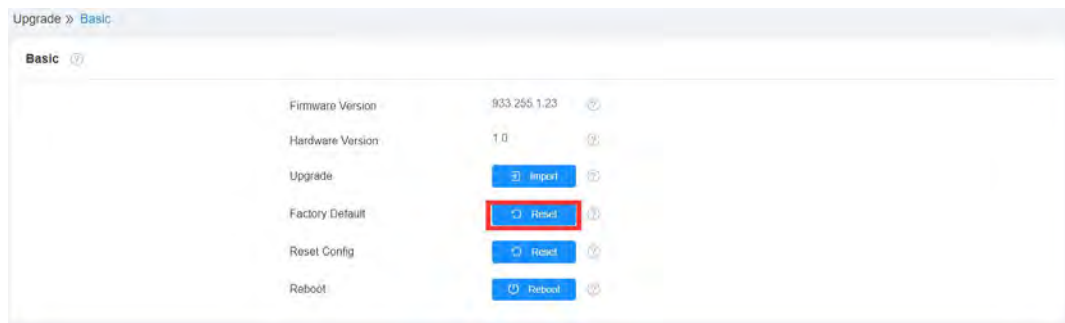 Upgrade » Basic
Basic
Firmware Version 933.255.1.23
Hardware Version 1.0
Upgrade Import
Factory Default Reset
Reset Config Reset
Reboot Reboot